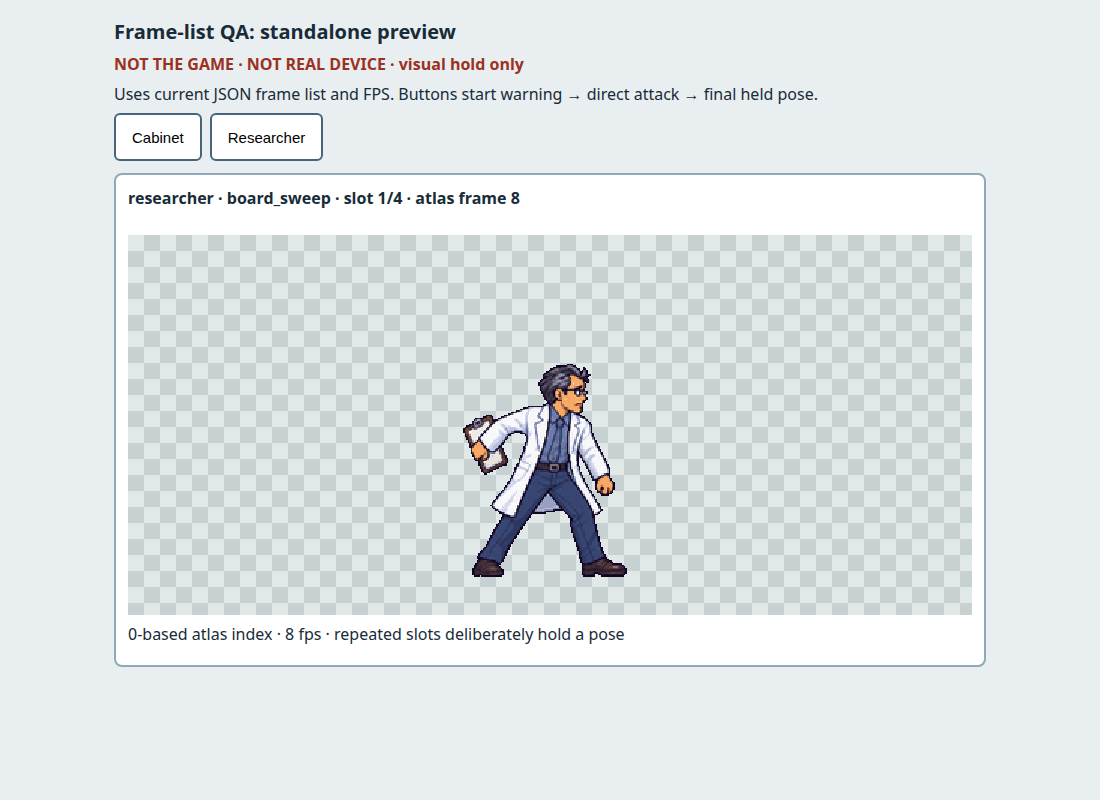 Frame-list QA: standalone preview
NOT THE GAME · NOT REAL DEVICE · visual hold only
Uses current JSON frame list and FPS. Buttons start warning → direct attack → final held pose.
Cabinet
Researcher
researcher · board_sweep · slot 1/4 · atlas frame 8
0-based atlas index · 8 fps · repeated slots deliberately hold a pose